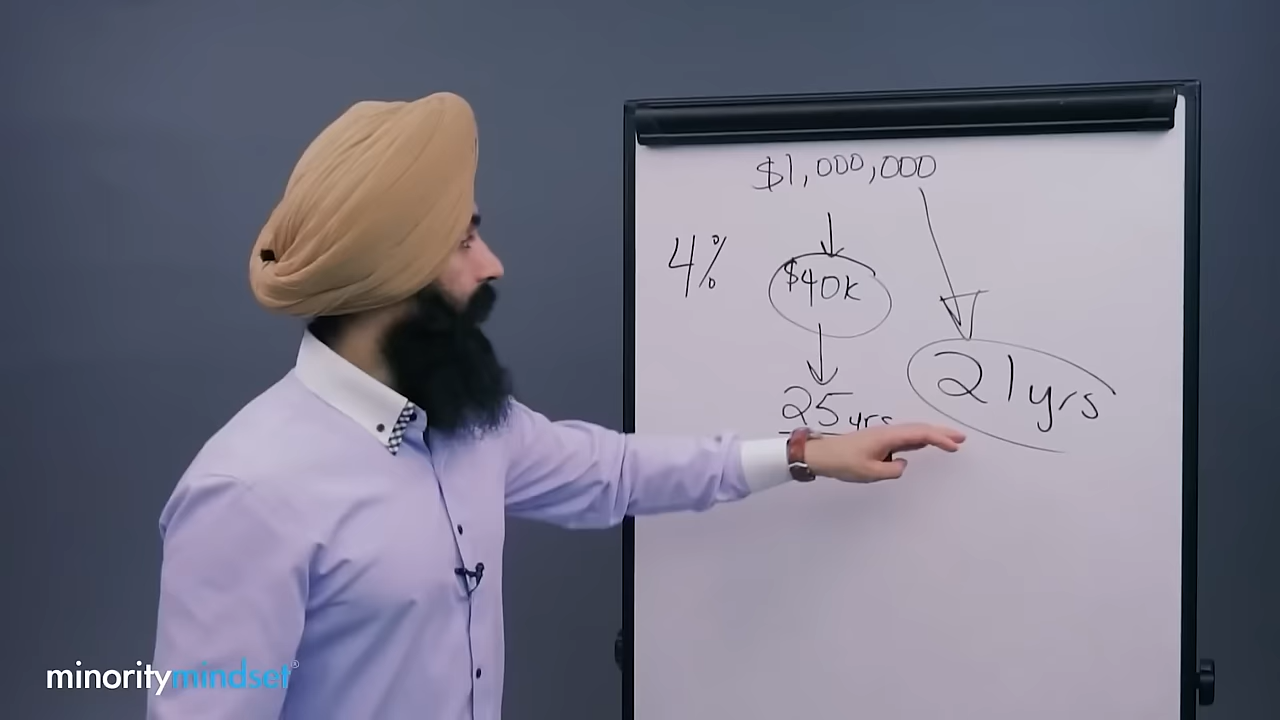 $1,000,000
4%
$40k
21yrs
25yrs
minoritymindset®